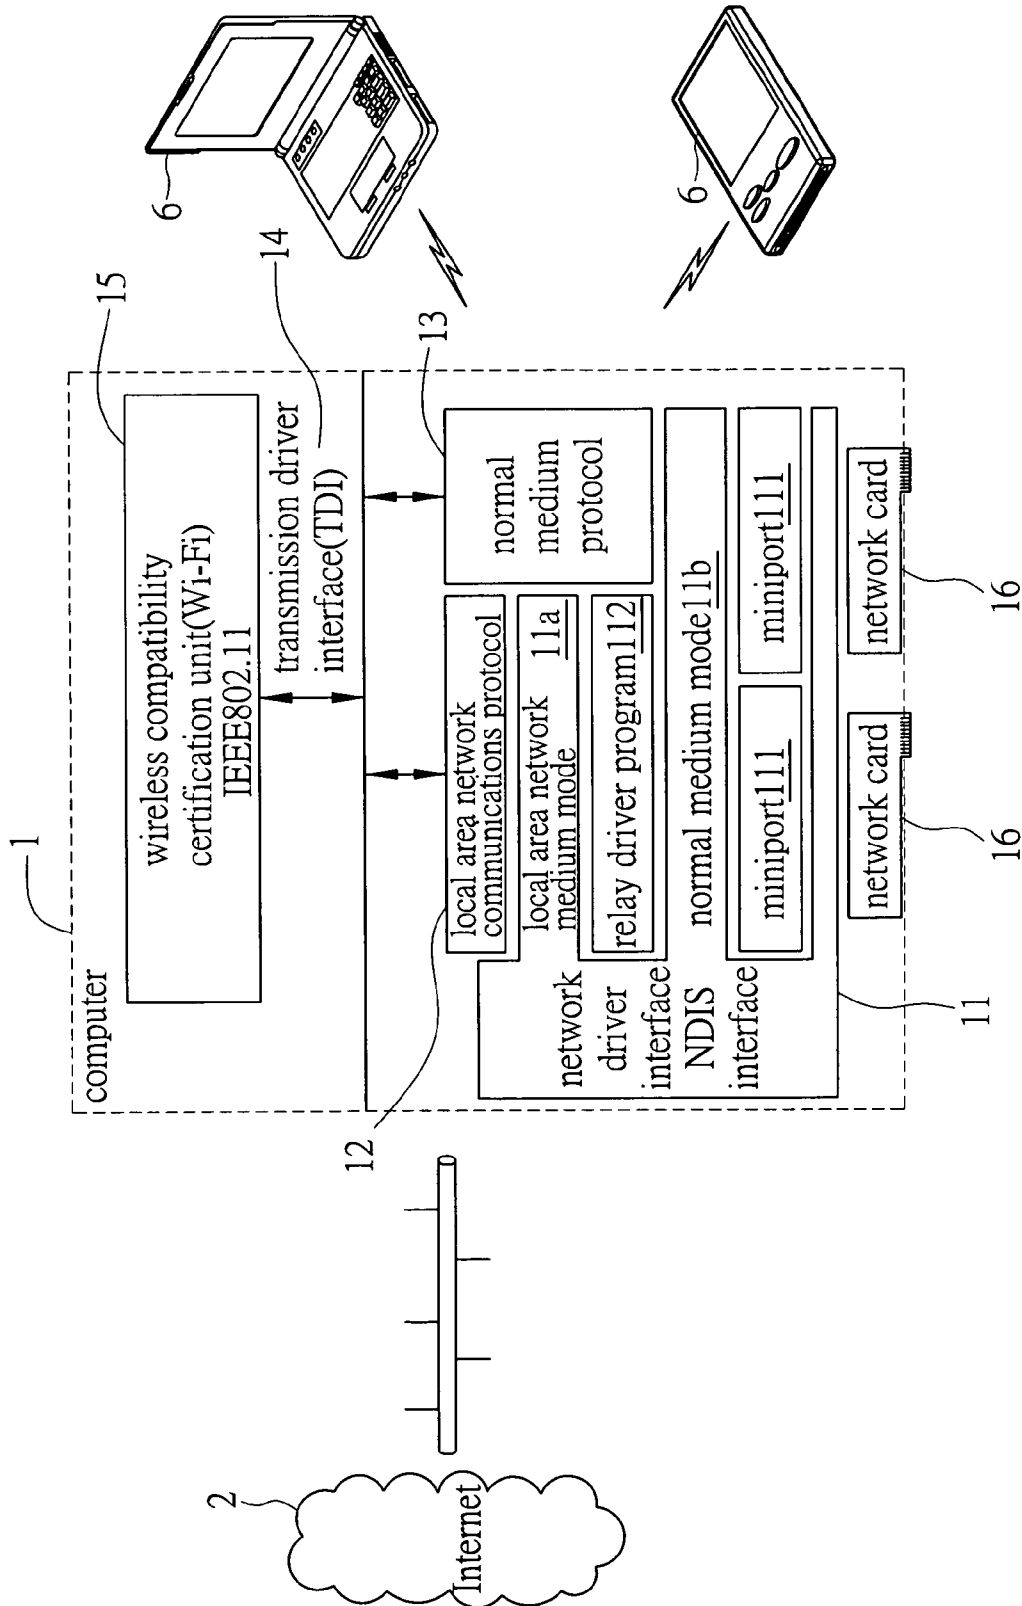 1
computer
15
wireless compatibility
certification unit(Wi-Fi)
IEEE802.11
6
transmission driver
interface(TDI)
14
12
local area network
communications protocol
13
normal
medium
protocol
local area network
medium mode
11a
relay driver program112
network
driver
interface
NDIS
interface
normal medium mode11b
miniport111
miniport111
11
network card
network card
16
16
6
2
Internet